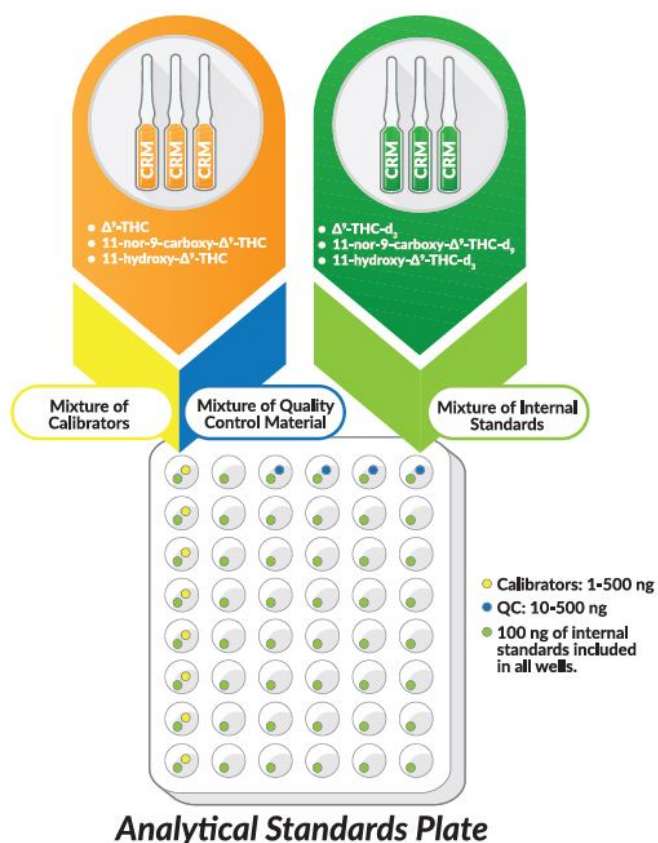 CRM
CRM
CRM
CRM
CRM
CRM
• Δ⁹-THC
• 11-nor-9-carboxy-Δ⁹-THC
• 11-hydroxy-Δ⁹-THC
• Δ⁹-THC-d₃
• 11-nor-9-carboxy-Δ⁹-THC-d₉
• 11-hydroxy-Δ⁹-THC-d₃
Mixture of
Calibrators
Mixture of Quality
Control Material
Mixture of Internal
Standards
Calibrators: 1-500 ng
QC: 10-500 ng
100 ng of internal
standards included
in all wells.
Analytical Standards Plate